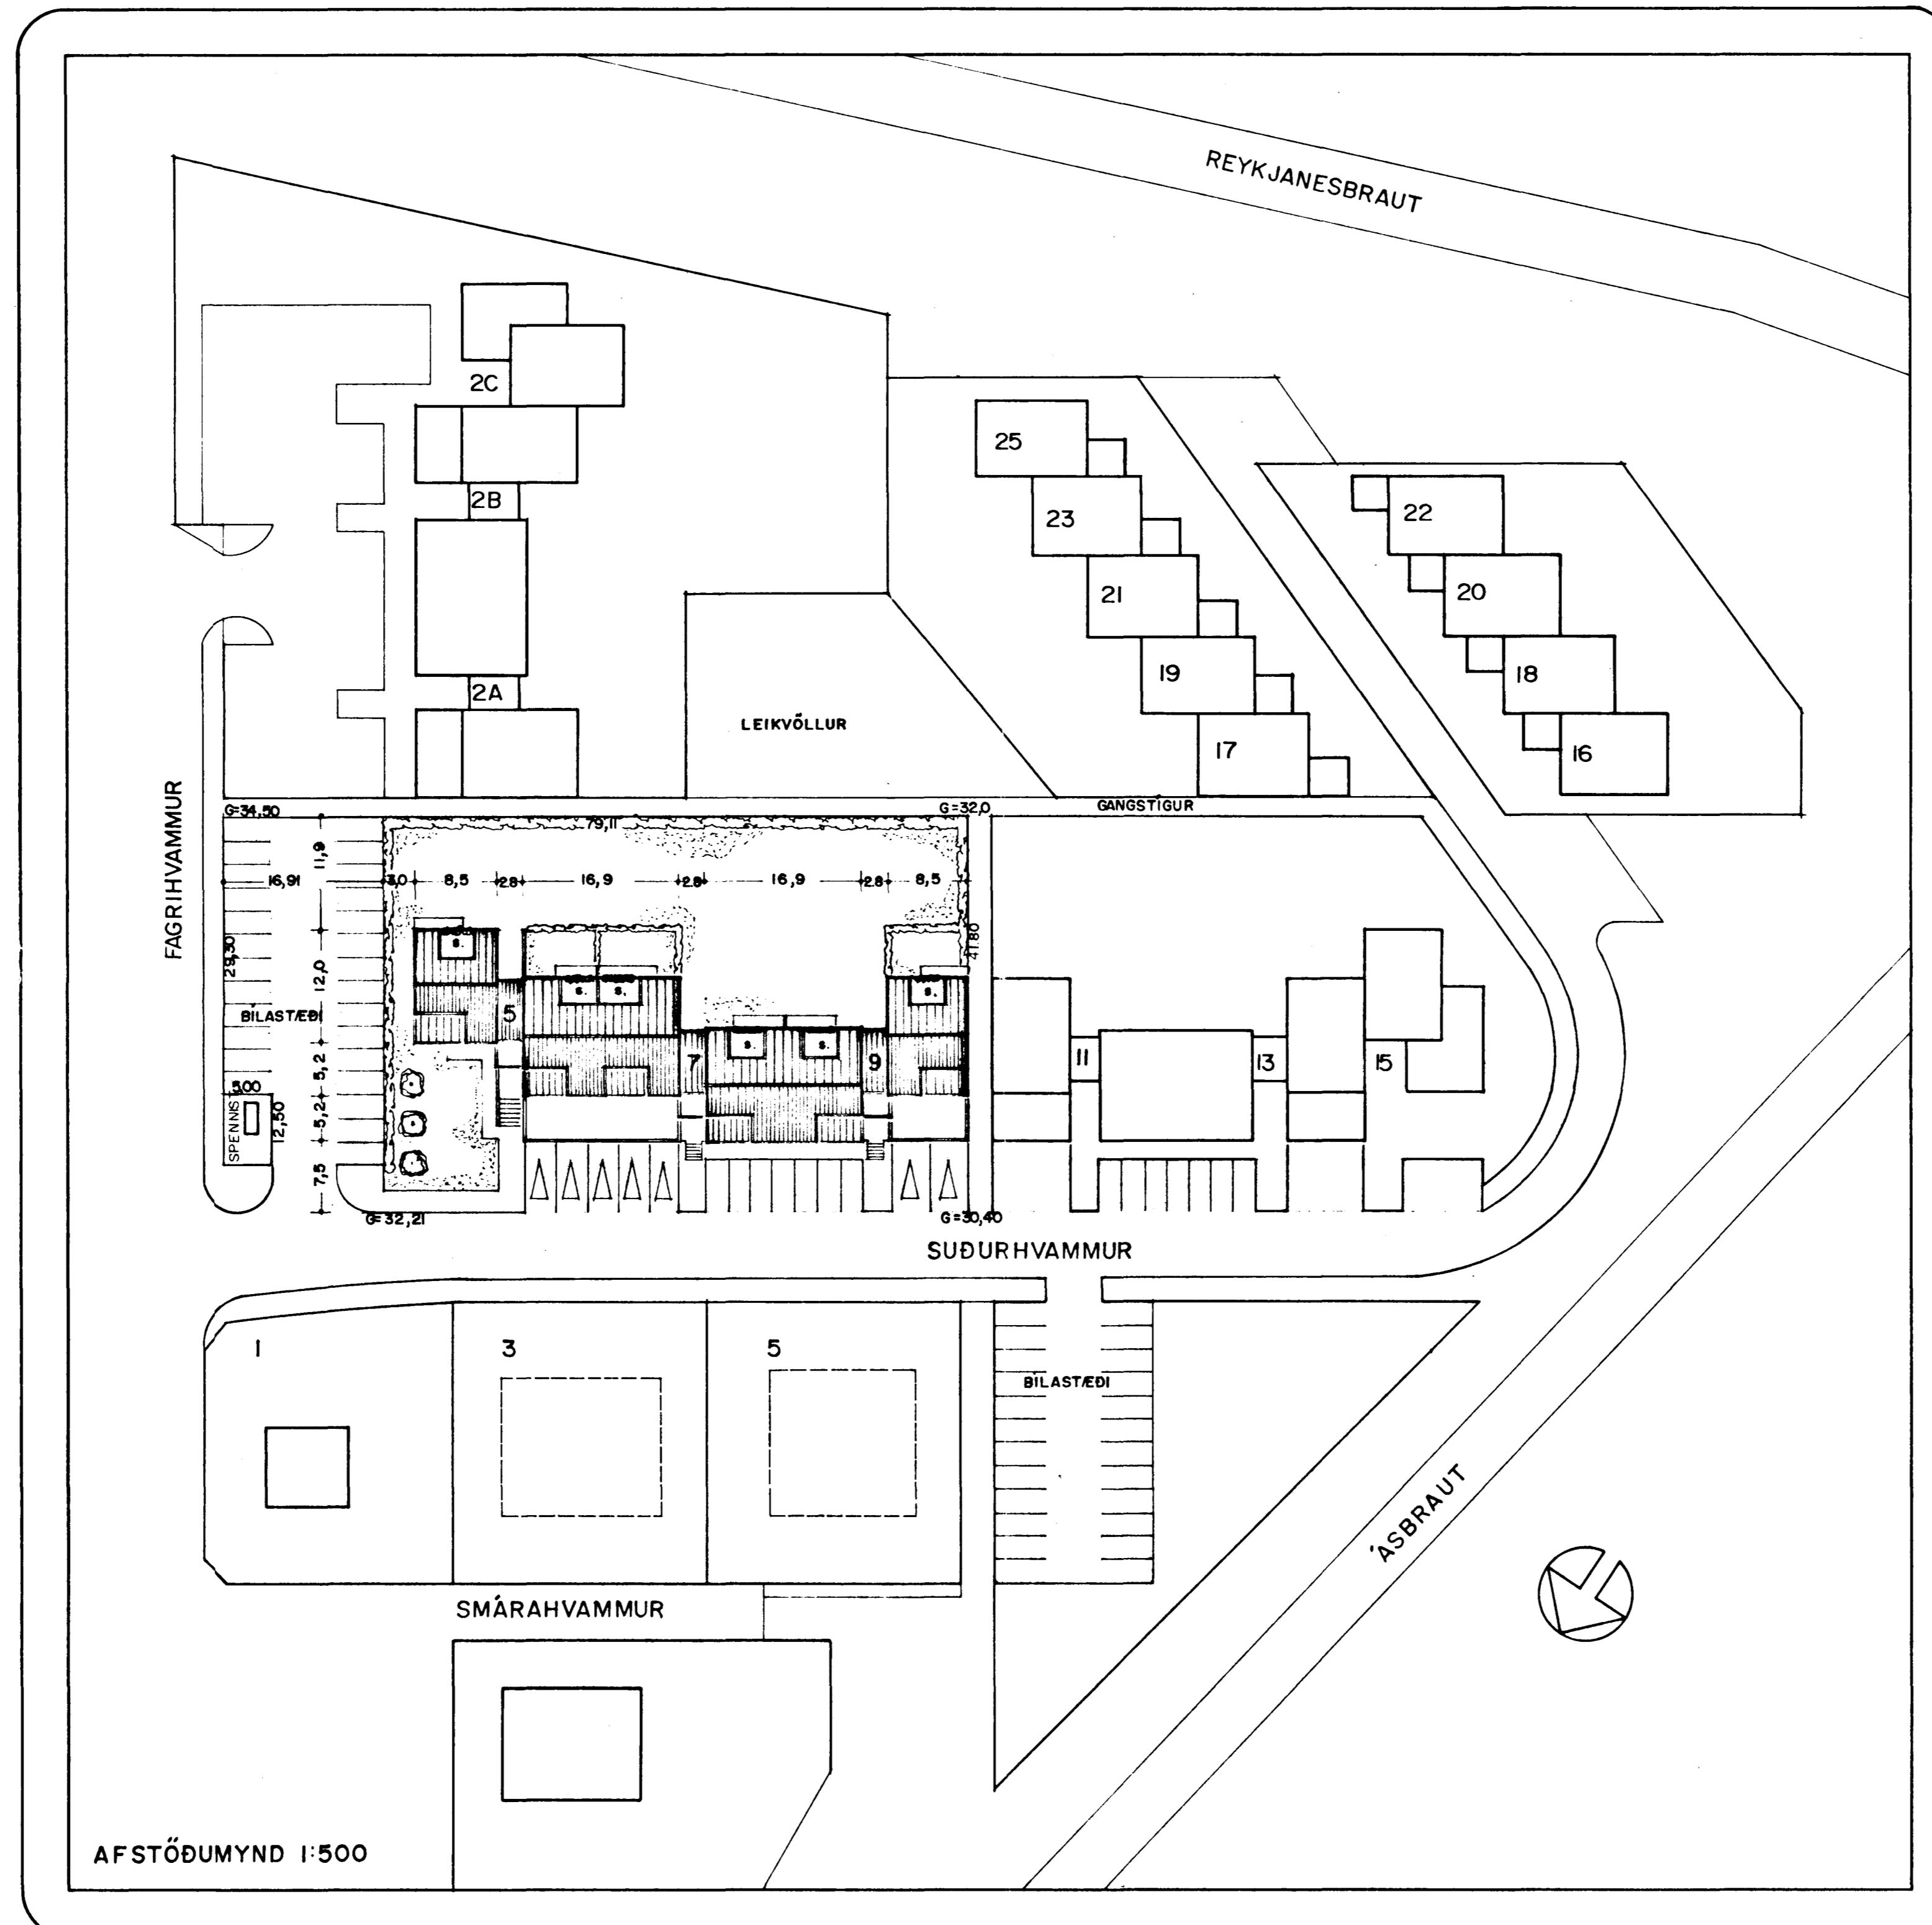 REYKJANESBRAUT
2C
25
2B
22
23
20
21
18
19
2A
LEIKVÖLLUR
17
16
FAGRIHVAMMUR
G=34,50
G=32,0
GANGSTÍGUR
79,11
11,9
16,91
3,0
8,5
2.8
16,9
2.8
16,9
2.8
8,5
29,30
41.80
12,0
s.
s.
s.
s.
s.
s.
5
BÍLASTÆÐI
7
9
11
13
15
5,2
5.00
SPENNIST.
12,50
5,2
7,5
G=32,21
G=30,40
SUÐURHVAMMUR
1
3
5
BÍLASTÆÐI
ÁSBRAUT
SMÁRAHVAMMUR
AFSTÖÐUMYND 1:500